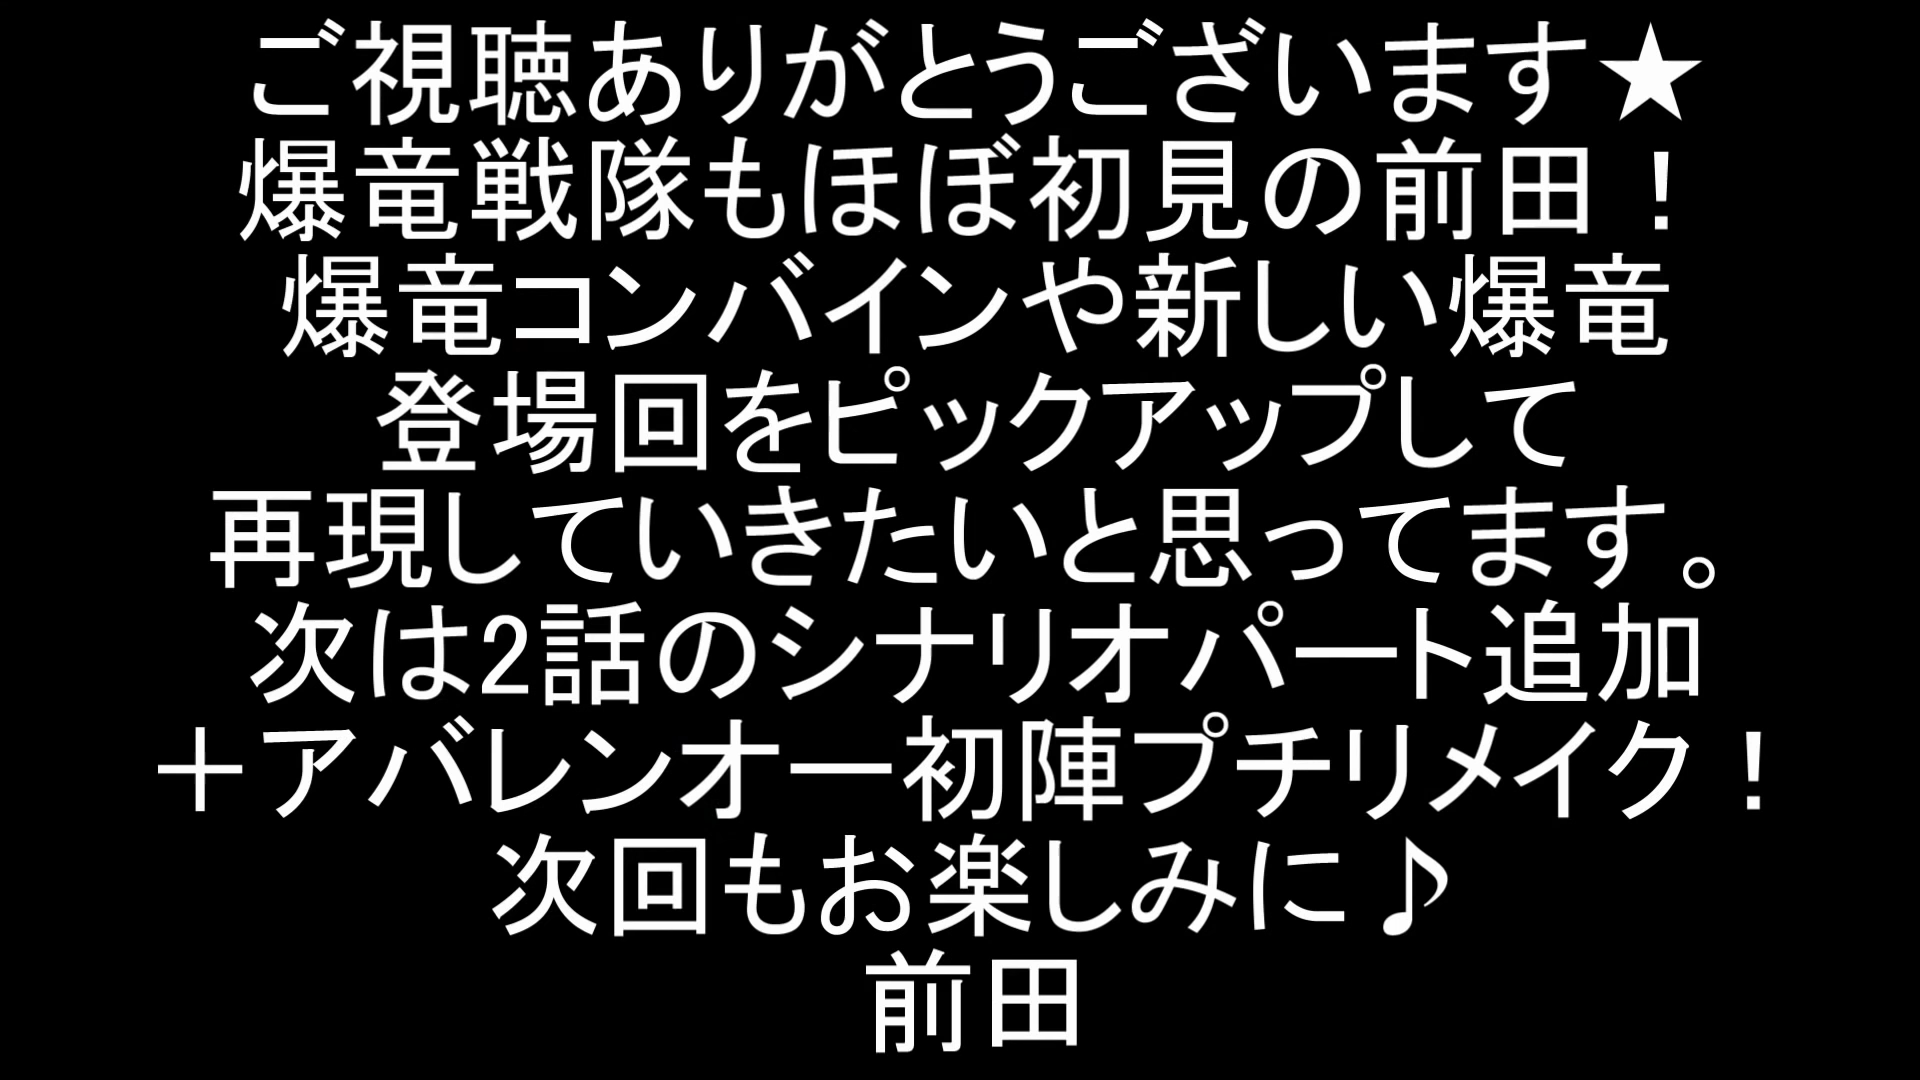 ご視聴ありがとうございます★
爆竜戦隊もほぼ初見の前田！
爆竜コンバインや新しい爆竜
登場回をピックアップして
再現していきたいと思ってます。
次は2話のシナリオパート追加
＋アバレンオー初陣プチリメイク！
次回もお楽しみに♪
前田